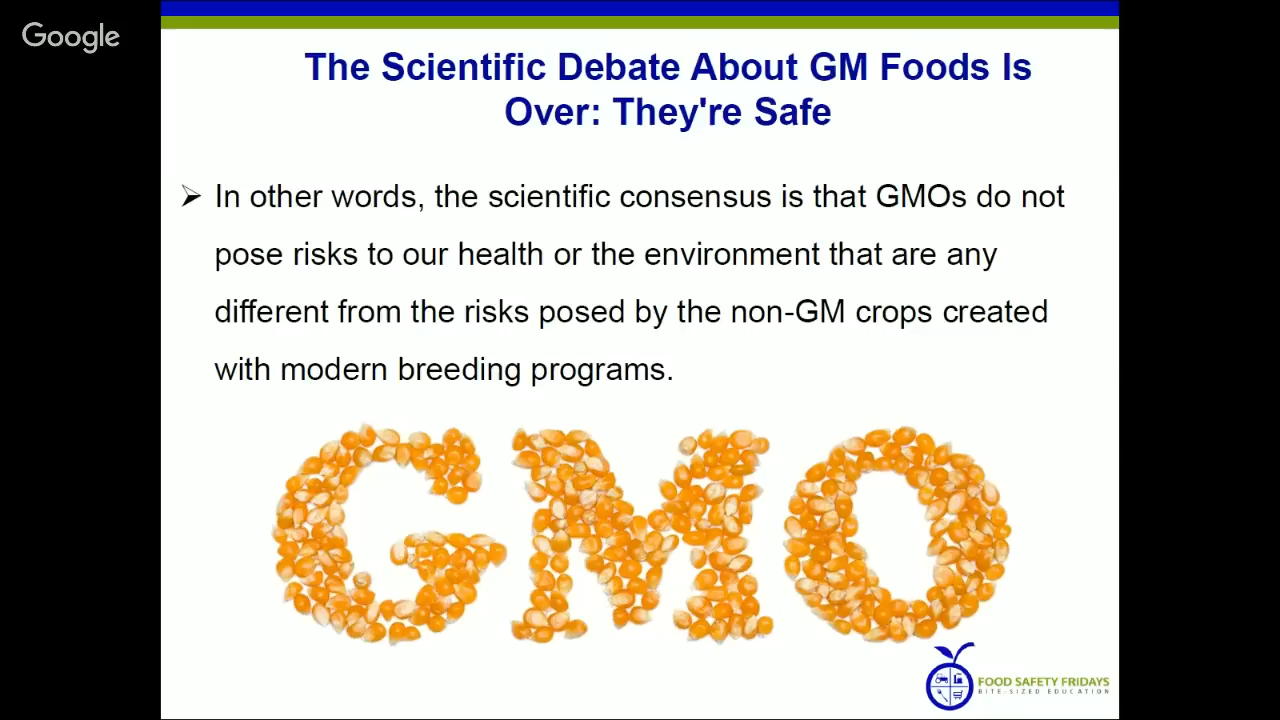 Google
The Scientific Debate About GM Foods Is
Over: They're Safe
➢ In other words, the scientific consensus is that GMOs do not
pose risks to our health or the environment that are any
different from the risks posed by the non-GM crops created
with modern breeding programs.
GMO
FOOD SAFETY FRIDAYS
BITE-SIZED EDUCATION